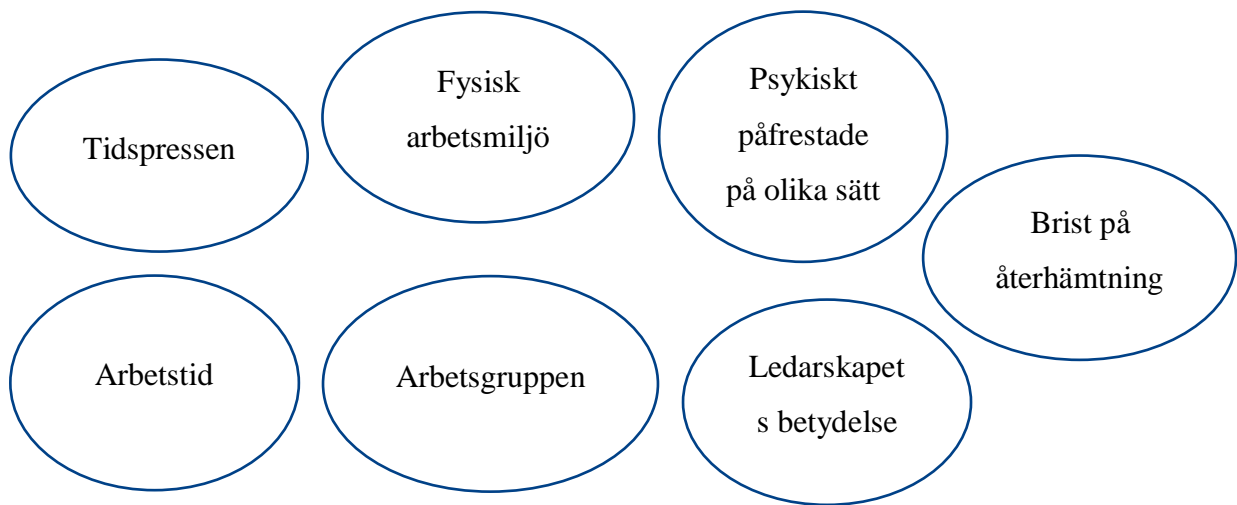 Tidspressen
Fysisk
arbetsmiljö
Psykiskt
påfrestade
på olika sätt
Brist på
återhämtning
Arbetstid
Arbetsgruppen
Ledarskapet
s betydelse